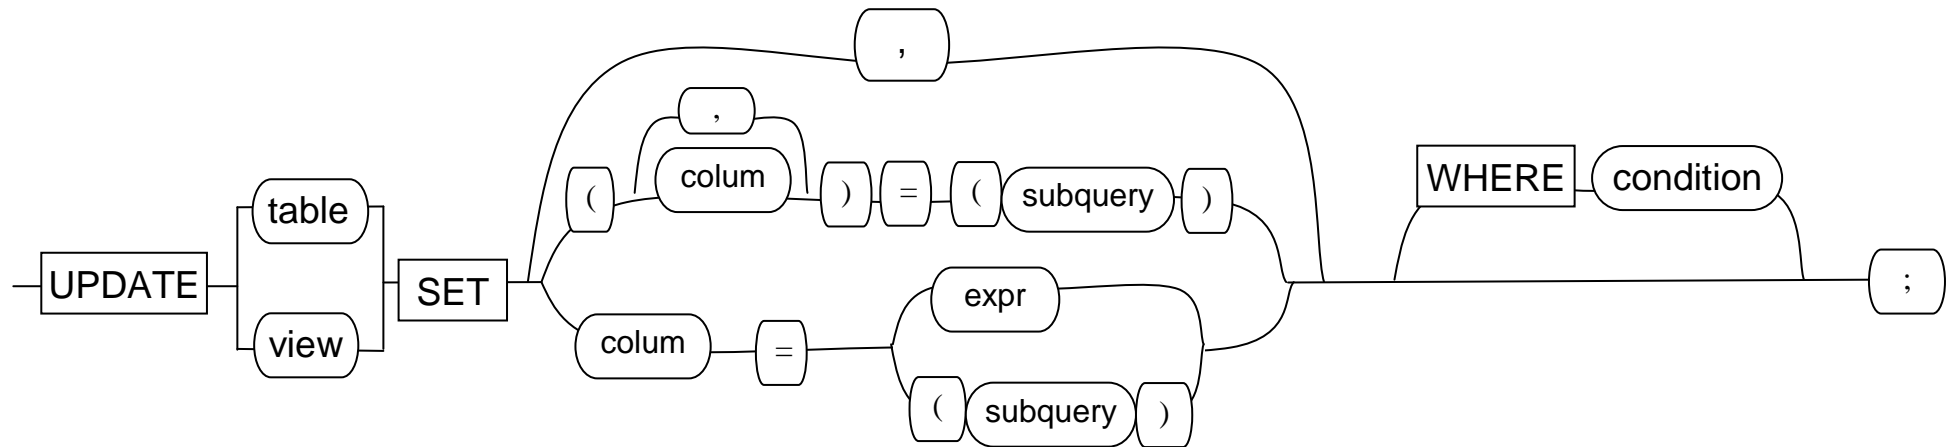 ,
,
( colum ) = ( subquery )
WHERE condition
table
UPDATE SET ;
expr
view
colum =
( subquery )